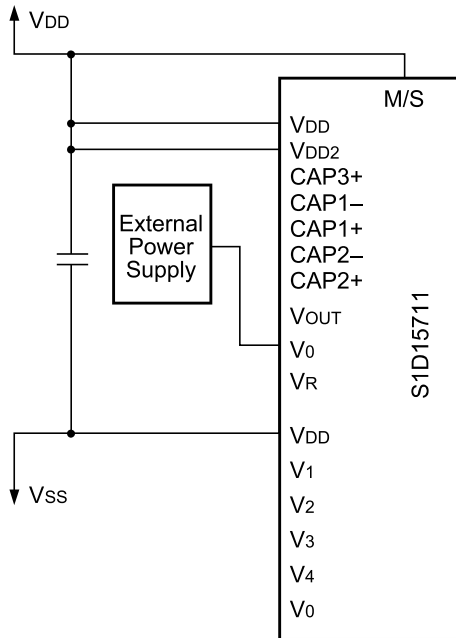 VDD
M/S
VDD
VDD2
CAP3+
CAP1–
CAP1+
CAP2–
CAP2+
VOUT
V0
VR
VDD
V1
V2
V3
V4
V0
External
Power
Supply
S1D15711
VSS